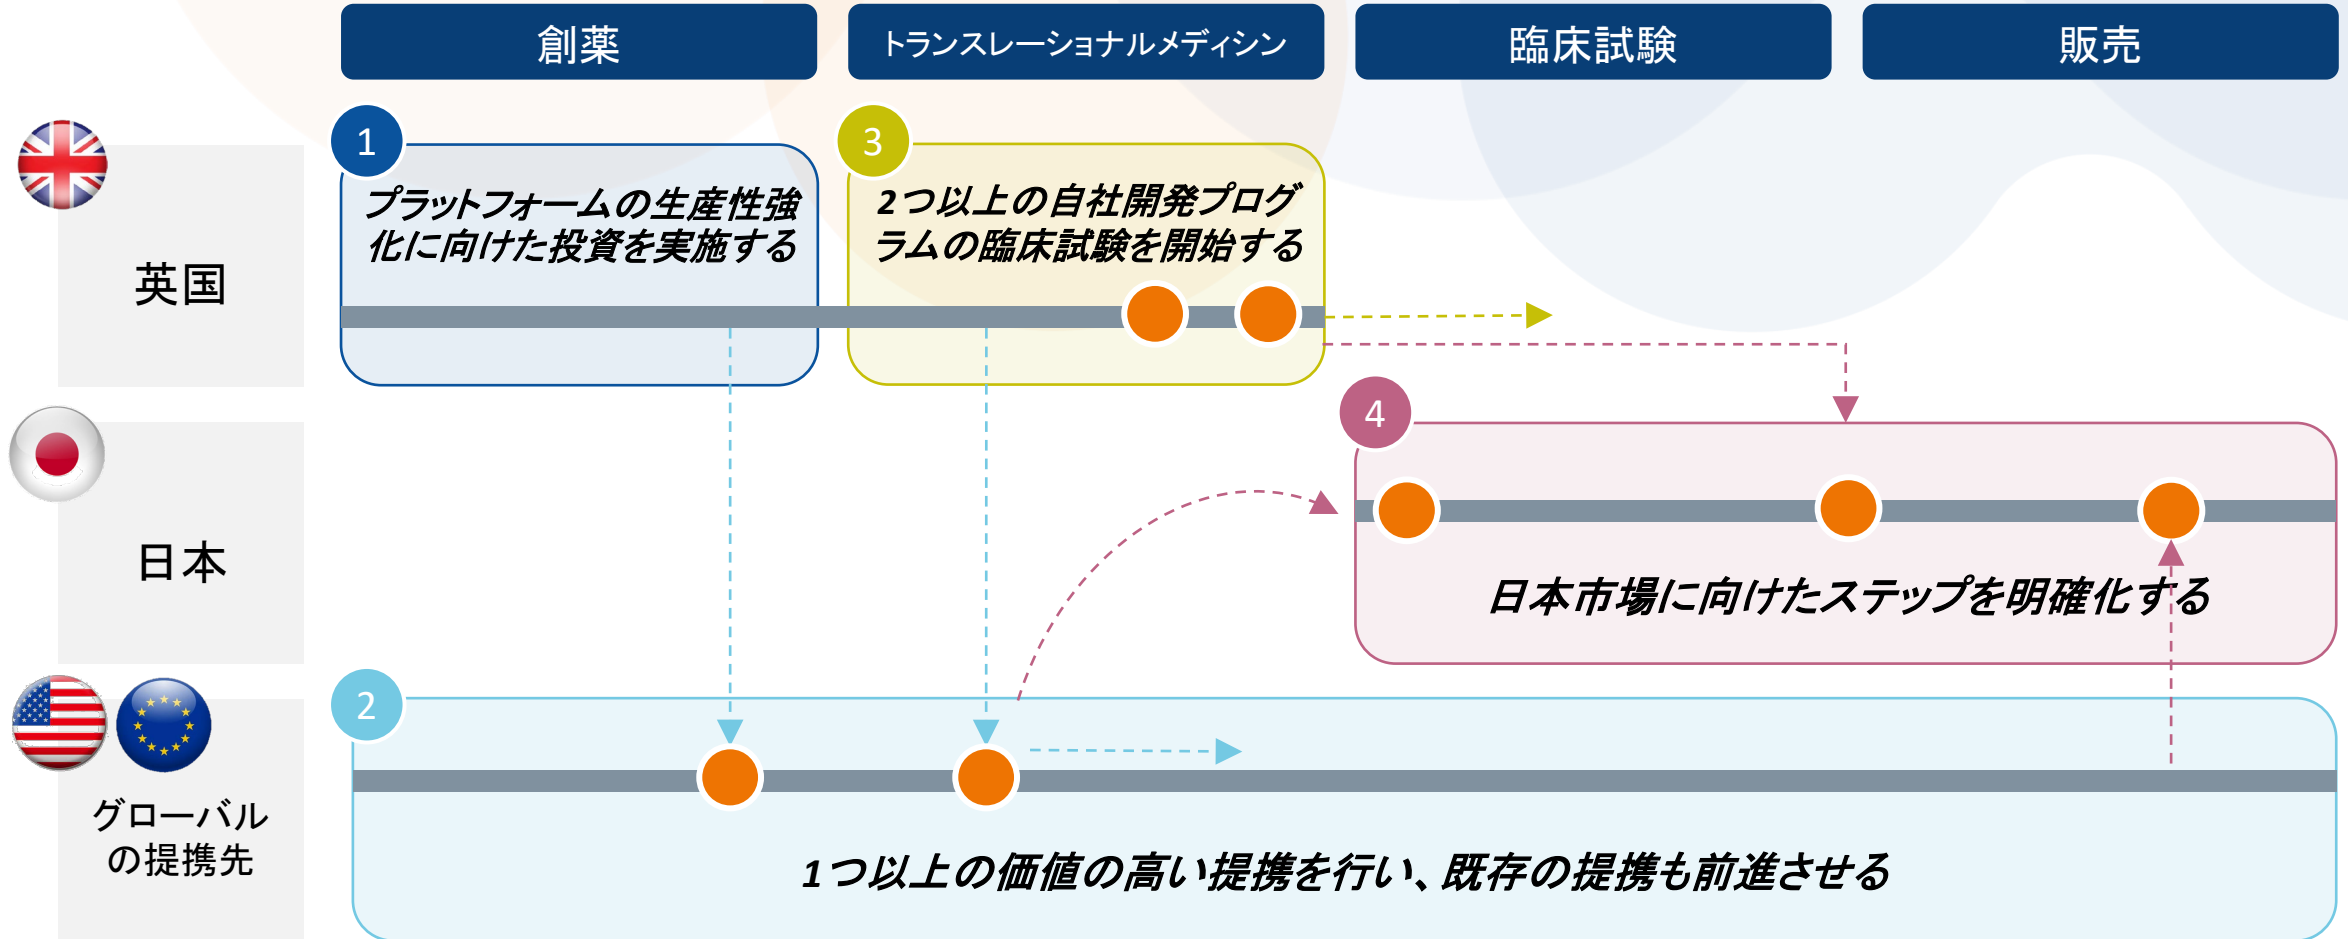 創薬
トランスレーショナルメディシン
臨床試験
販売
英国
1
プラットフォームの生産性強
化に向けた投資を実施する
3
2つ以上の自社開発プログ
ラムの臨床試験を開始する
日本
4
日本市場に向けたステップを明確化する
グローバル
の提携先
2
1つ以上の価値の高い提携を行い、既存の提携も前進させる